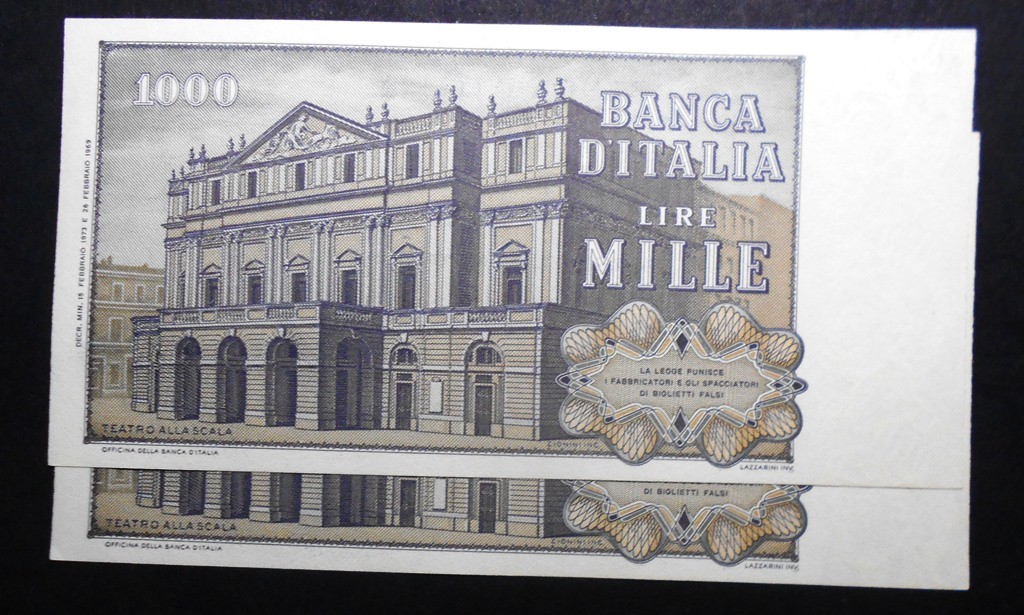 1000
BANCA
D'ITALIA
LIRE
MILLE
DECR. MIN. 15 FEBBRAIO 1973 E 26 FEBBRAIO 1969
LA LEGGE PUNISCE
I FABBRICATORI E GLI SPACCIATORI
DI BIGLIETTI FALSI
TEATRO ALLA SCALA
OFFICINA DELLA BANCA D'ITALIA
LAZZARINI INV.
DI BIGLIETTI FALSI
TEATRO ALLA SCALA
OFFICINA DELLA BANCA D'ITALIA
LAZZARINI INV.